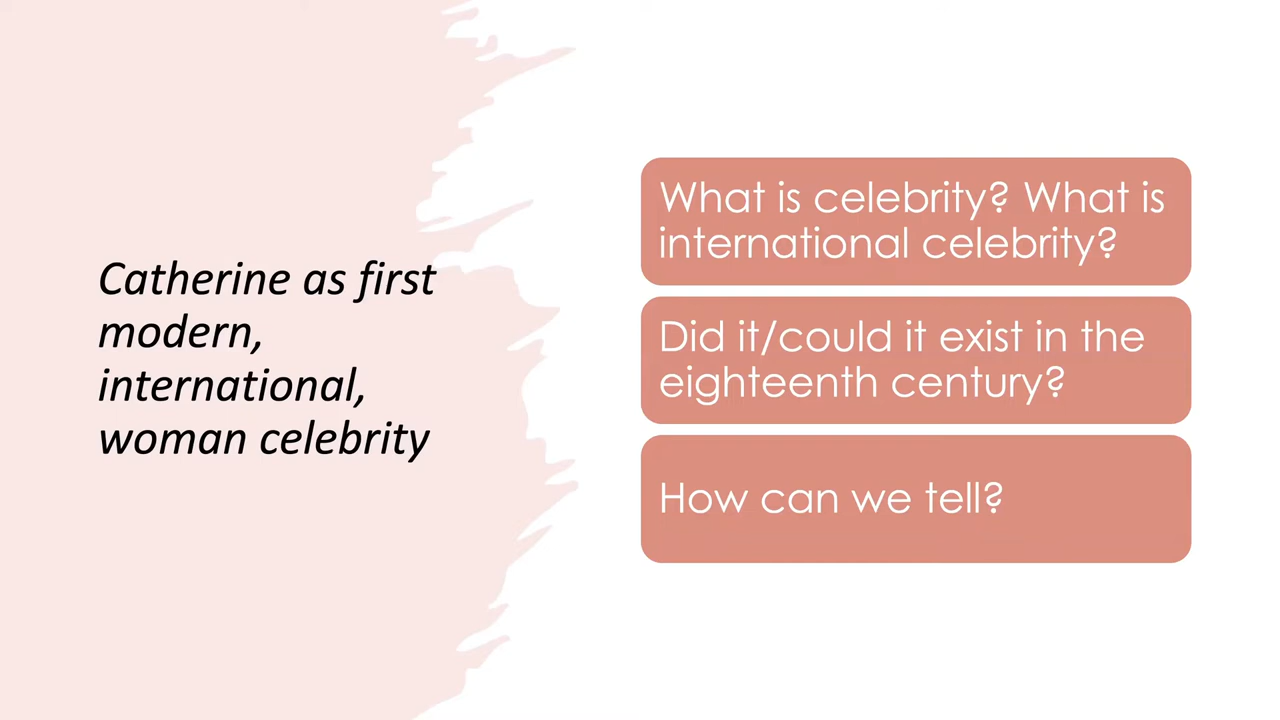 Catherine as first
modern,
international,
woman celebrity
What is celebrity? What is
international celebrity?
Did it/could it exist in the
eighteenth century?
How can we tell?